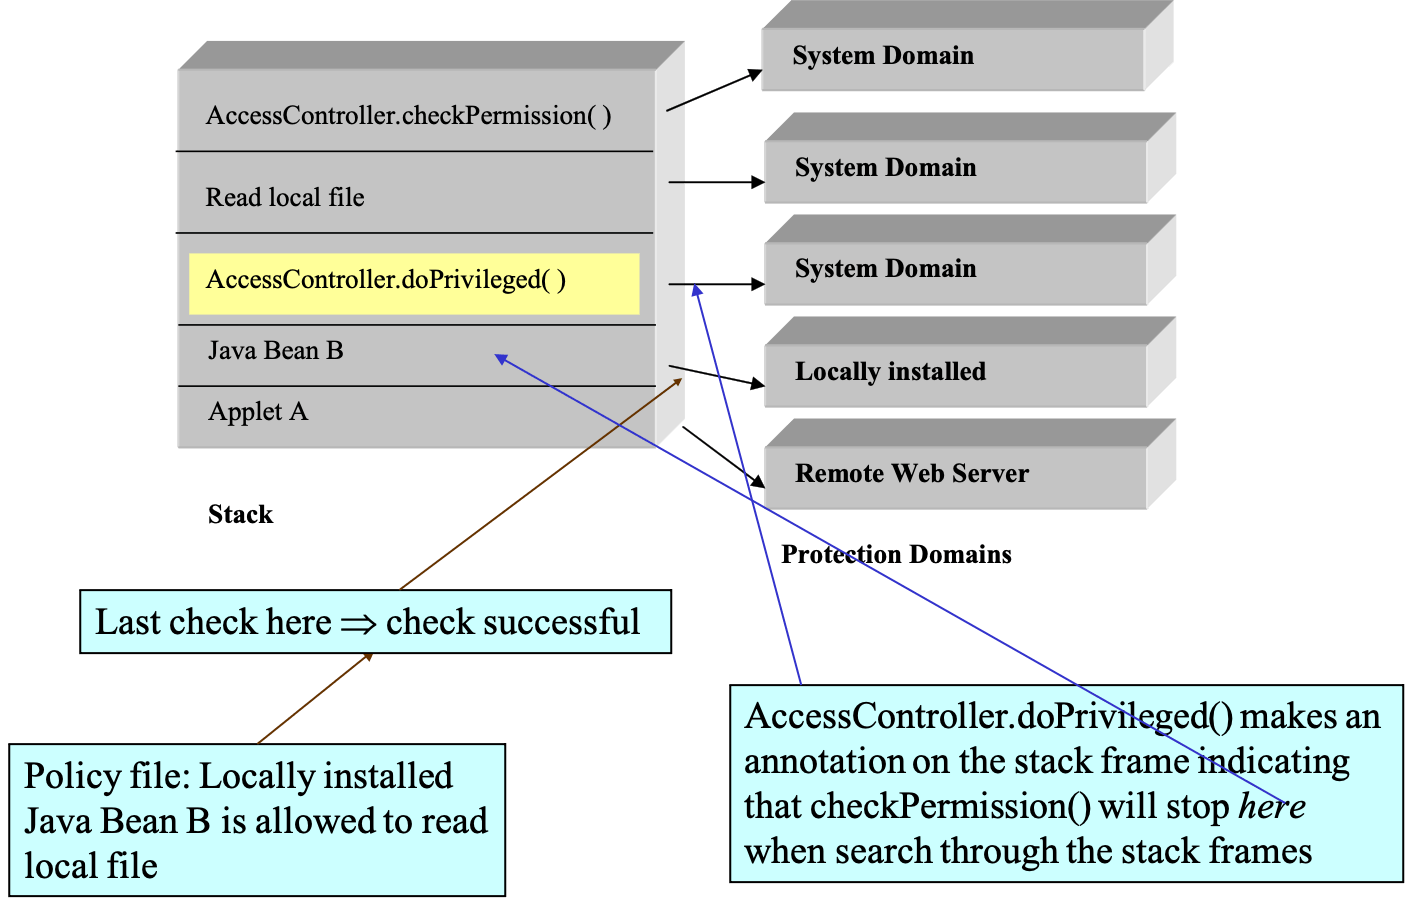 System Domain
AccessController.checkPermission( )
System Domain
Read local file
System Domain
AccessController.doPrivileged( )
Java Bean B
Locally installed
Applet A
Remote Web Server
Stack
Protection Domains
Last check here ⇒ check successful
Policy file: Locally installed
Java Bean B is allowed to read
local file
AccessController.doPrivileged() makes an
annotation on the stack frame indicating
that checkPermission() will stop here
when search through the stack frames